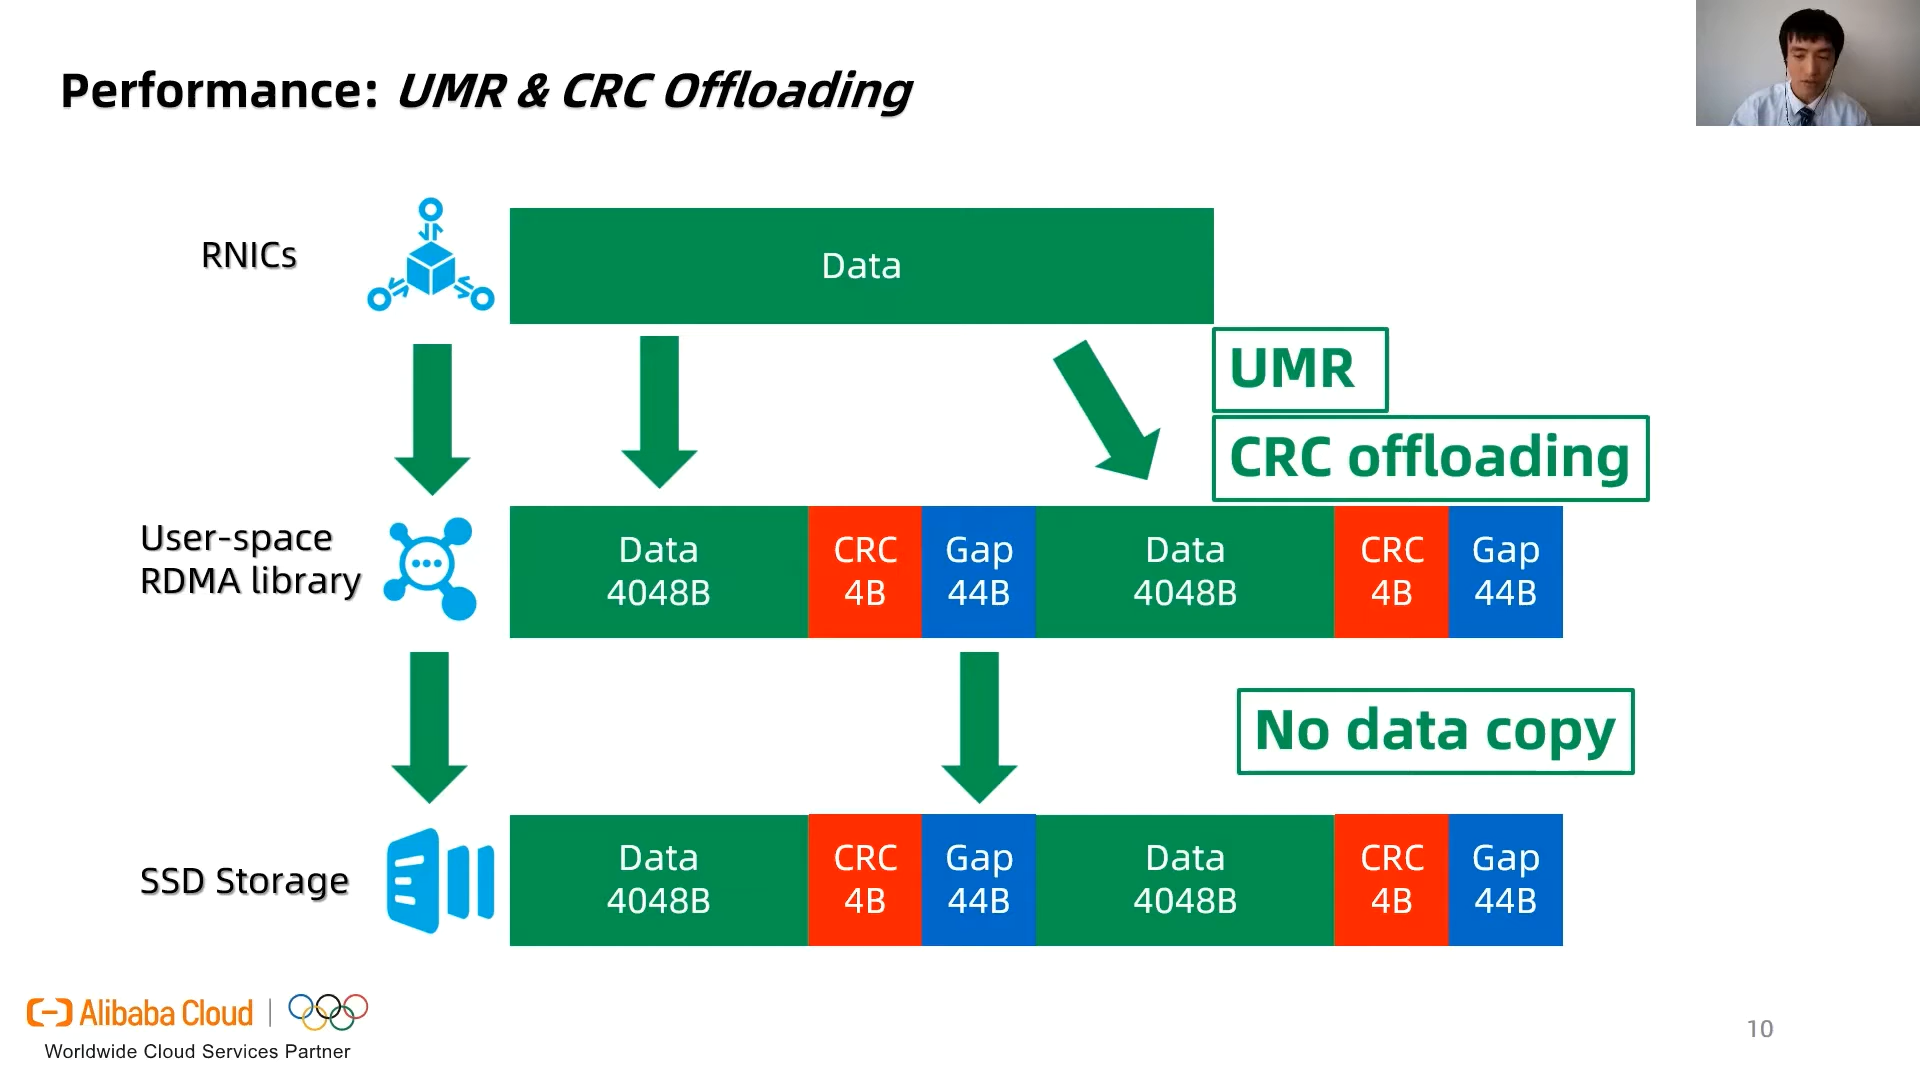 Performance: UMR & CRC Offloading
RNICs
Data
UMR
CRC offloading
User-space
RDMA library
Data
4048B
CRC
4B
Gap
44B
Data
4048B
CRC
4B
Gap
44B
No data copy
SSD Storage
Data
4048B
CRC
4B
Gap
44B
Data
4048B
CRC
4B
Gap
44B
Alibaba Cloud
Worldwide Cloud Services Partner
10